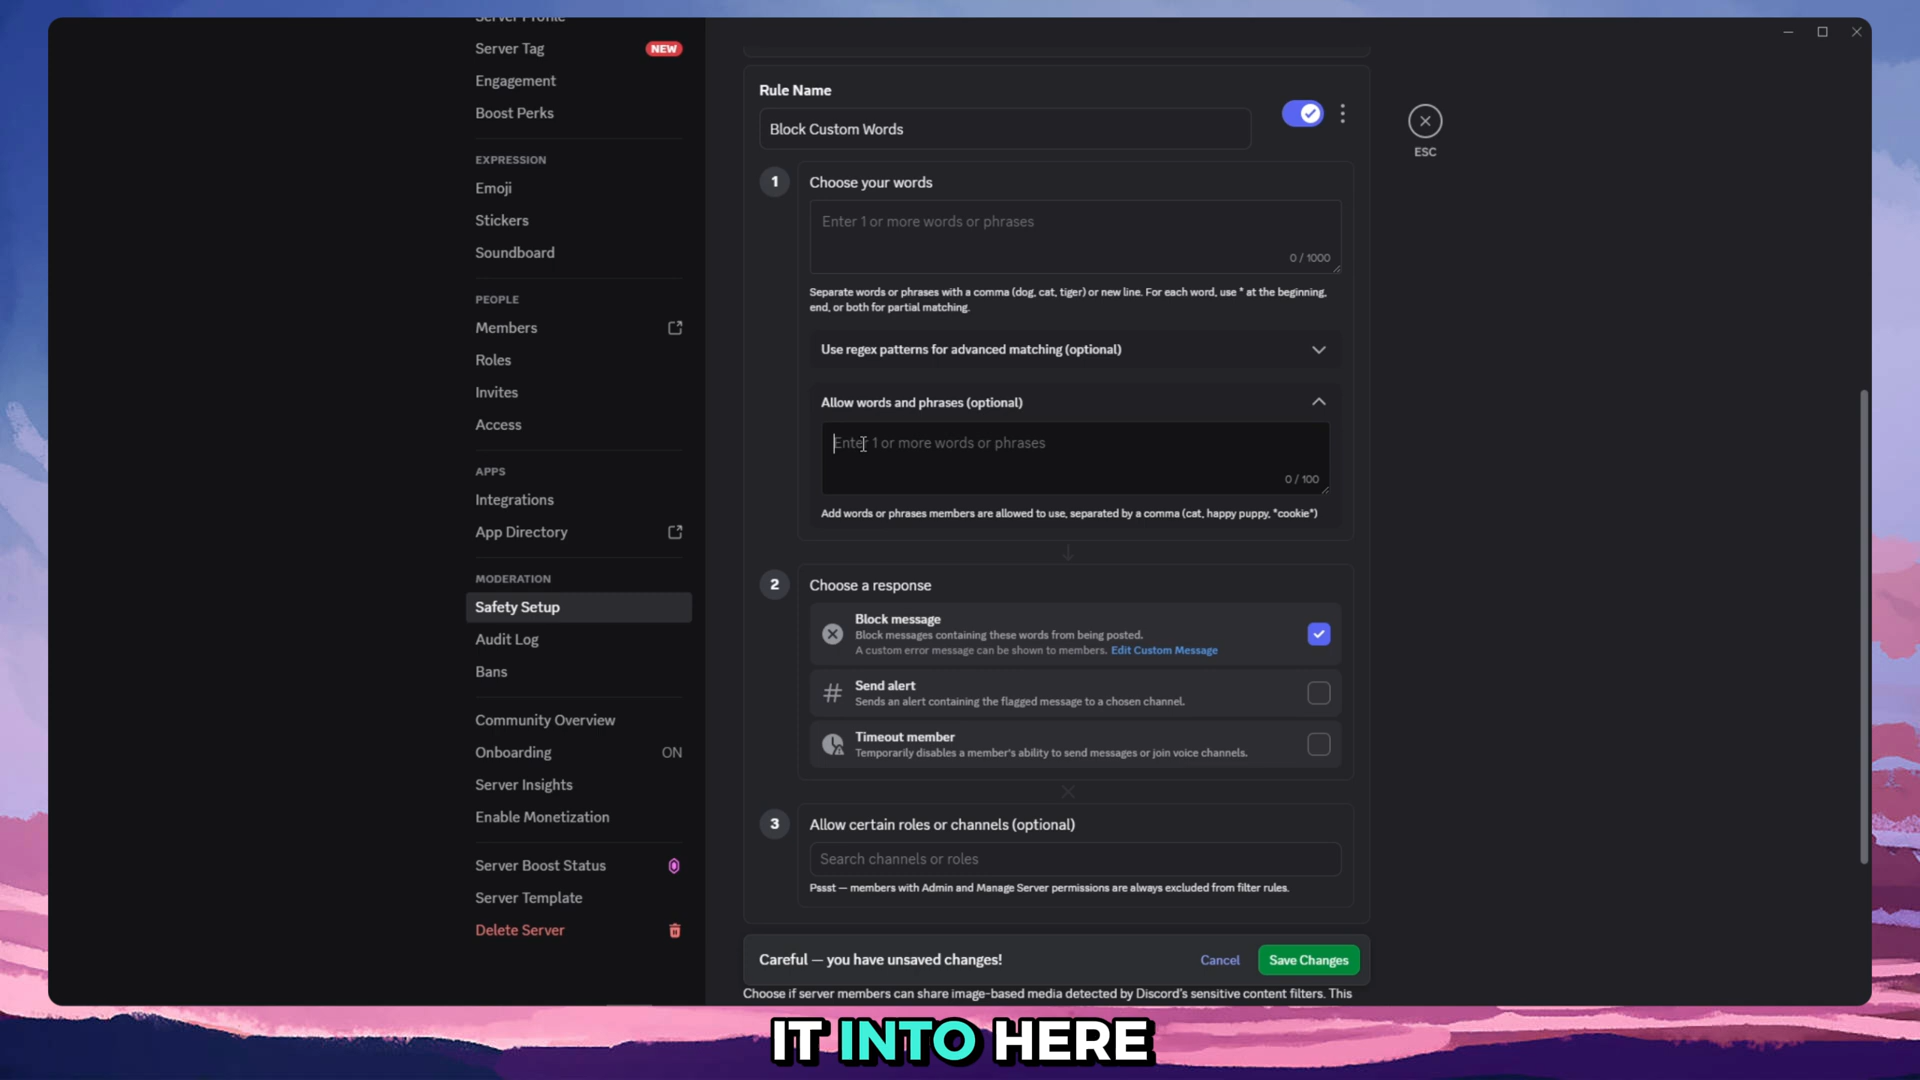 Server Profile
Server Tag NEW
Engagement
Boost Perks
EXPRESSION
Emoji
Stickers
Soundboard
PEOPLE
Members
Roles
Invites
Access
APPS
Integrations
App Directory
MODERATION
Safety Setup
Audit Log
Bans
Community Overview
Onboarding ON
Server Insights
Enable Monetization
Server Boost Status
Server Template
Delete Server
Rule Name
Block Custom Words
ESC
1 Choose your words
Enter 1 or more words or phrases
0 / 1000
Separate words or phrases with a comma (dog, cat, tiger) or new line. For each word, use * at the beginning,
end, or both for partial matching.
Use regex patterns for advanced matching (optional)
Allow words and phrases (optional)
Enter 1 or more words or phrases
0 / 100
Add words or phrases members are allowed to use, separated by a comma (cat, happy puppy, *cookie*)
2 Choose a response
Block message
Block messages containing these words from being posted.
A custom error message can be shown to members. Edit Custom Message
Send alert
Sends an alert containing the flagged message to a chosen channel.
Timeout member
Temporarily disables a member's ability to send messages or join voice channels.
3 Allow certain roles or channels (optional)
Search channels or roles
Pssst — members with Admin and Manage Server permissions are always excluded from filter rules.
Careful — you have unsaved changes! Cancel Save Changes
Choose if server members can share image-based media detected by Discord's sensitive content filters. This
IT INTO HERE